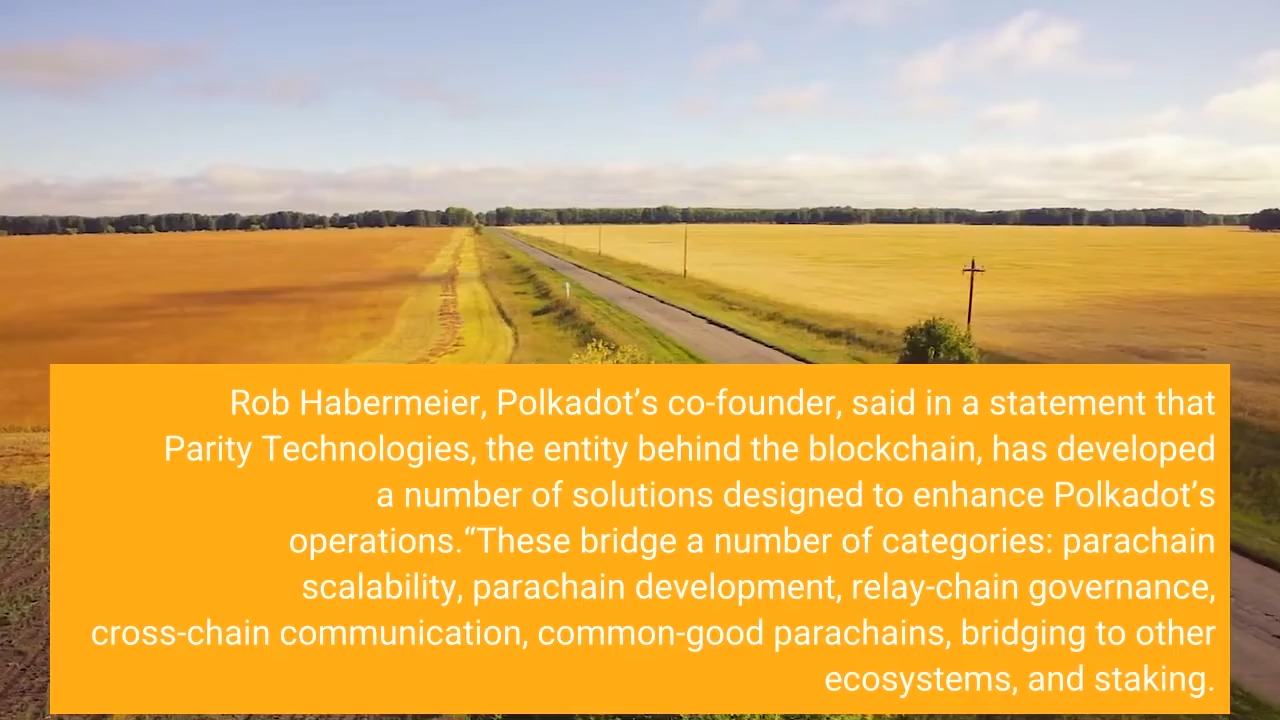 Rob Habermeier, Polkadot’s co-founder, said in a statement that
Parity Technologies, the entity behind the blockchain, has developed
a number of solutions designed to enhance Polkadot’s
operations.“These bridge a number of categories: parachain
scalability, parachain development, relay-chain governance,
cross-chain communication, common-good parachains, bridging to other
ecosystems, and staking.